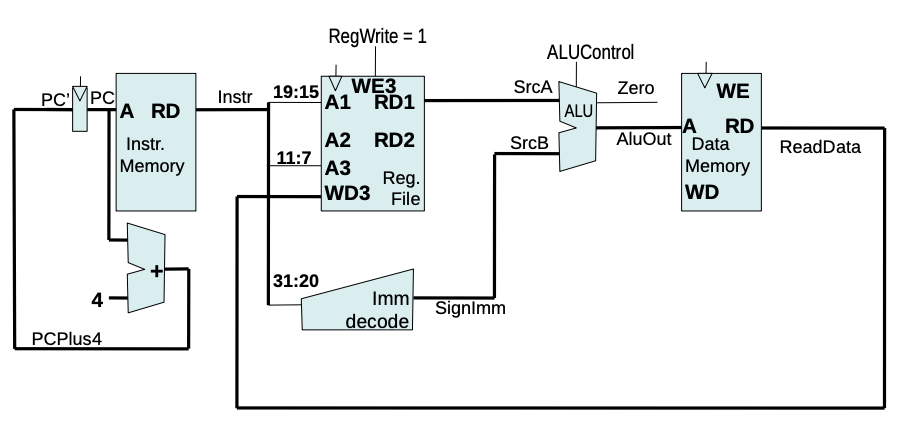 RegWrite = 1
ALUControl
PC’
PC
A RD
Instr.
Memory
Instr
19:15
WE3
A1 RD1
A2 RD2
11:7
A3
WD3
Reg.
File
SrcA
SrcB
ALU
Zero
AluOut
WE
A RD
Data
Memory
WD
ReadData
+
4
PCPlus4
31:20
Imm
decode
SignImm